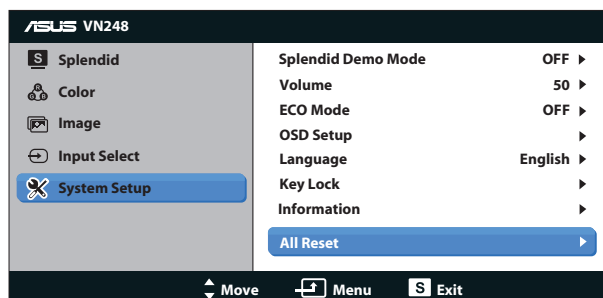 ASUS VN248
S Splendid
Color
Image
Input Select
System Setup
Splendid Demo Mode OFF
Volume 50
ECO Mode OFF
OSD Setup
Language English
Key Lock
Information
All Reset
Move Menu S Exit